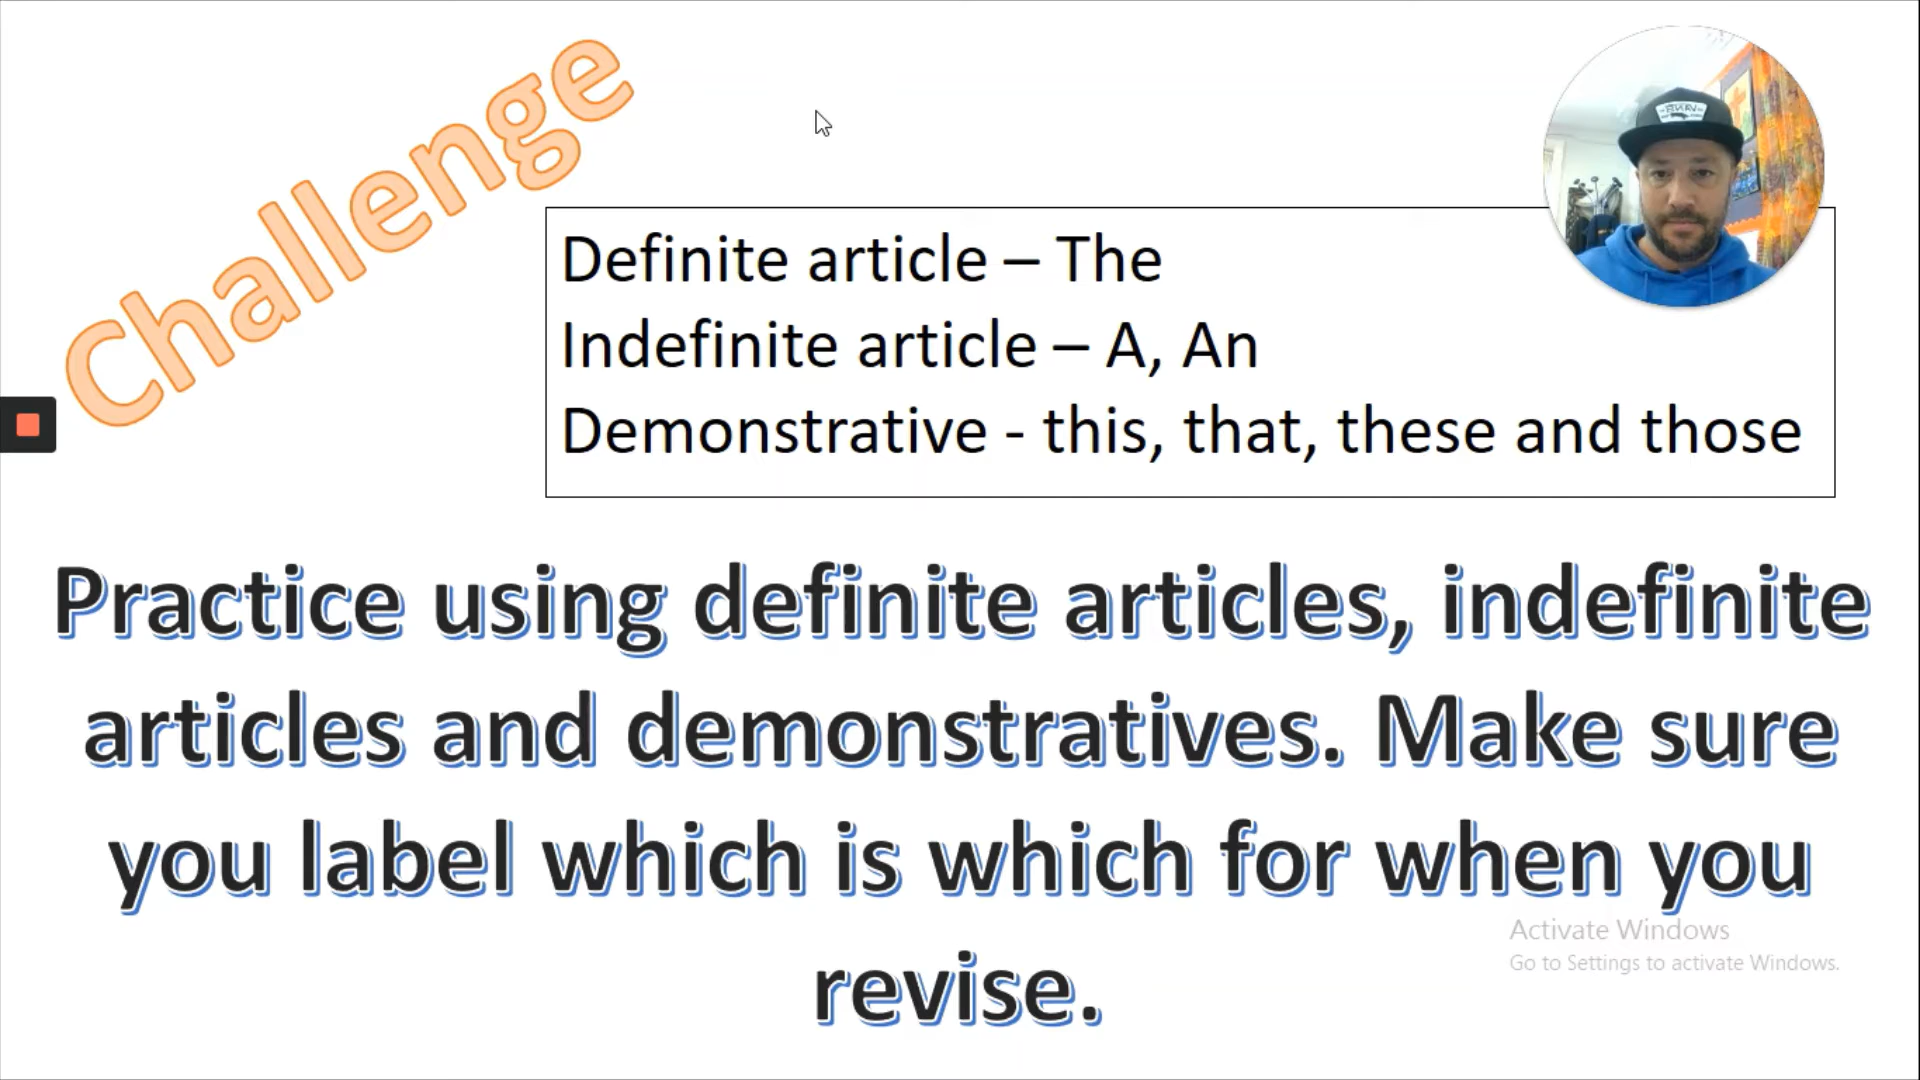 Challenge
Definite article – The
Indefinite article – A, An
Demonstrative - this, that, these and those
Practice using definite articles, indefinite
articles and demonstratives. Make sure
you label which is which for when you
revise.
Activate Windows
Go to Settings to activate Windows.